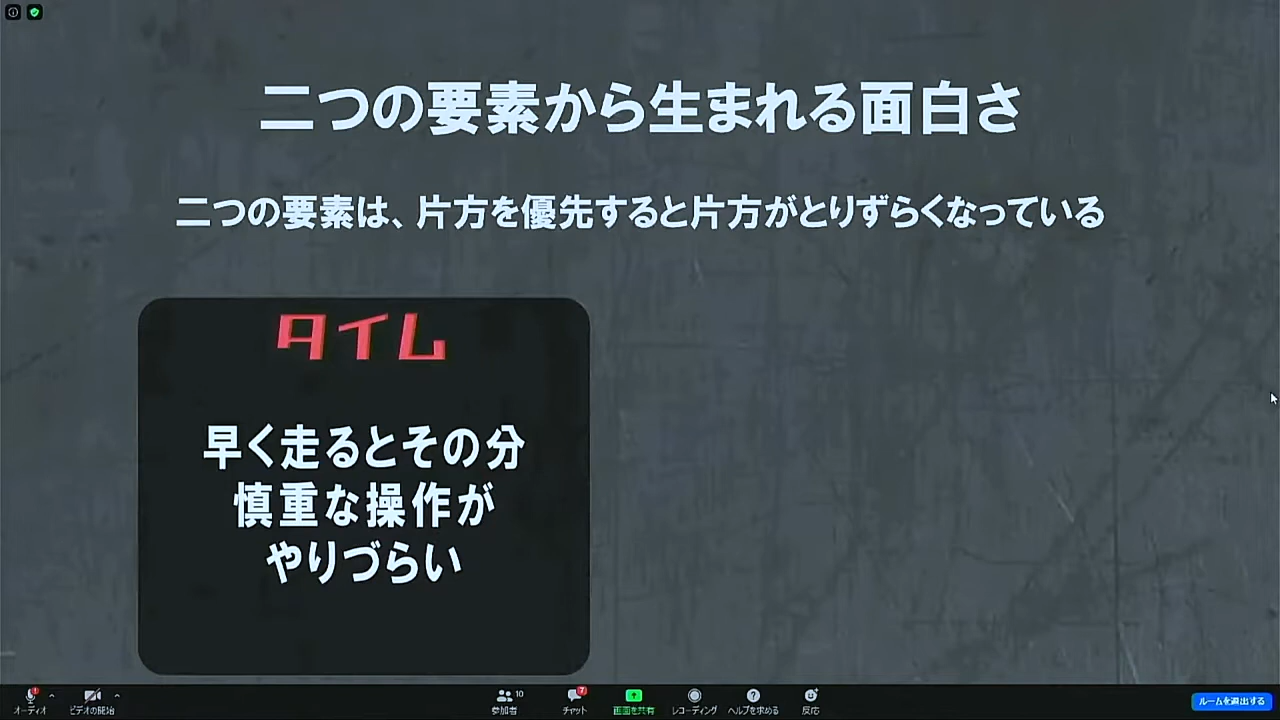 二つの要素から生まれる面白さ
二つの要素は、片方を優先すると片方がとりずらくなっている
タイム
早く走るとその分
慎重な操作が
やりづらい
オーディオ
ビデオの開始
参加者
10
チャット
7
画面を共有
レコーディング
ヘルプを求める
反応
ルームを退出する